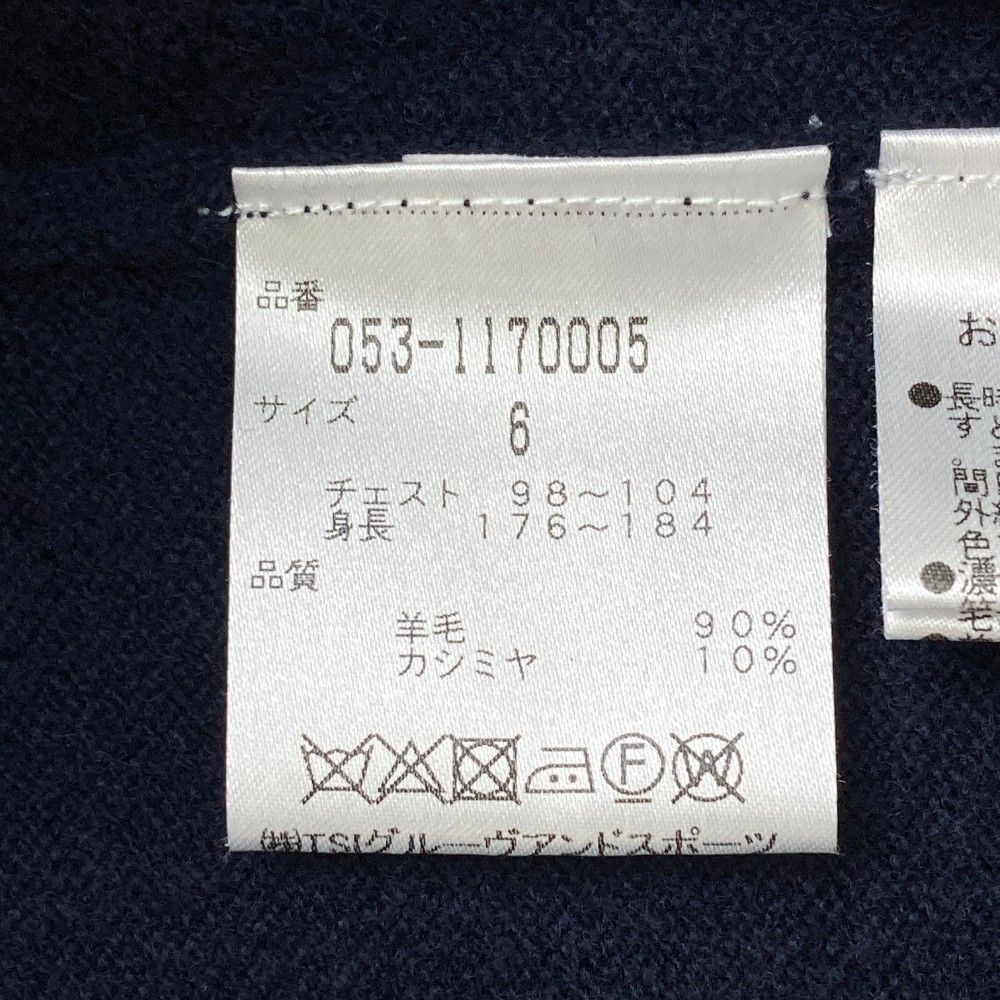 品番
053-1170005
サイズ
6
チェスト 98〜104
身長 176〜184
品質
羊毛 90%
カシミヤ 10%
F
W
㈱TSIグルーヴアンドスポーツ
お
●長時
す
。間
外
色
●濃